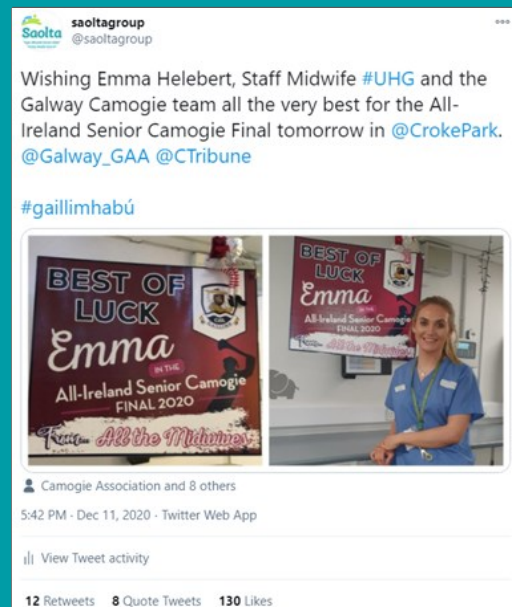 Saolta
saoltagroup
@saoltagroup
Wishing Emma Helebert, Staff Midwife #UHG and the
Galway Camogie team all the very best for the All-
Ireland Senior Camogie Final tomorrow in @CrokePark.
@Galway_GAA @CTribune
#gaillimhabú
BEST OF
LUCK
Emma
IN THE
All-Ireland Senior Camogie
FINAL 2020
From... All the Midwives
BEST OF
LUCK
Emma
All-Ireland Senior Camogie
FINAL 2020
From... All the Midwives
Camogie Association and 8 others
5:42 PM · Dec 11, 2020 · Twitter Web App
View Tweet activity
12 Retweets 8 Quote Tweets 130 Likes